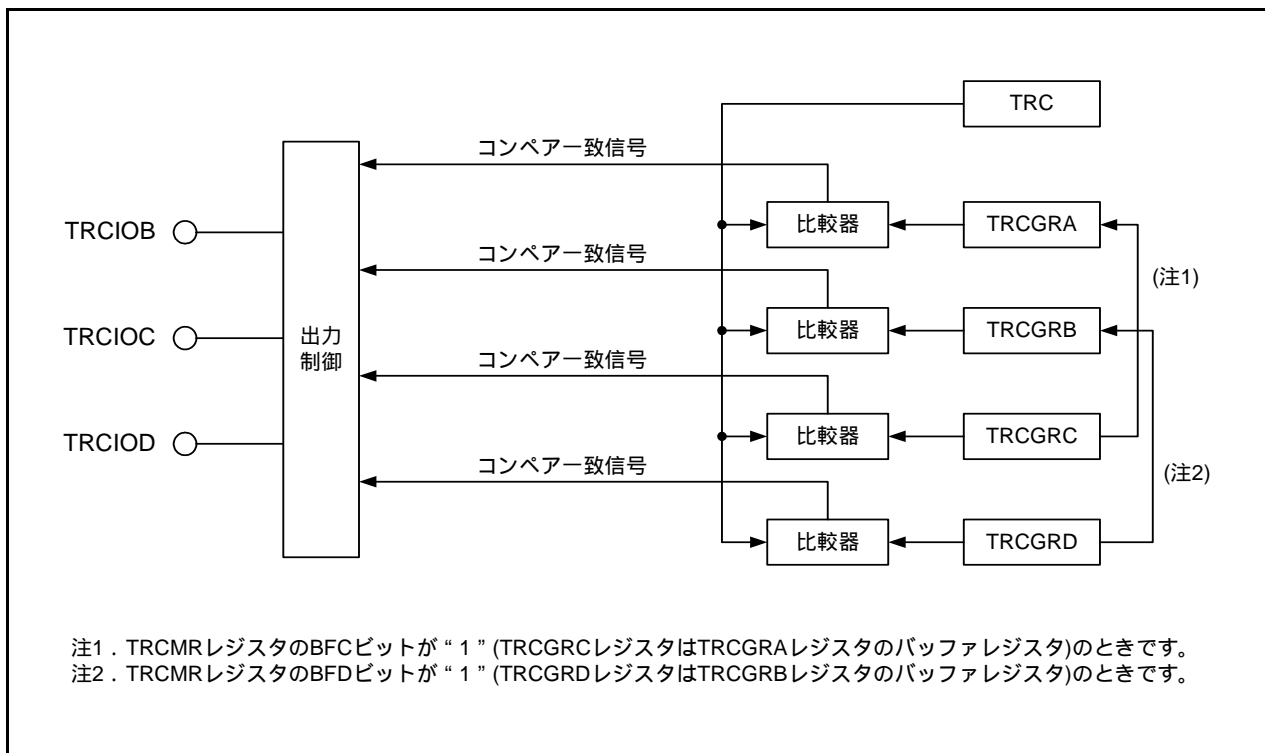 TRC
コンペア一致信号
TRCIOB
比較器
TRCGRA
コンペア一致信号
(注1)
TRCIOC
出力
制御
比較器
TRCGRB
コンペア一致信号
TRCIOD
比較器
TRCGRC
コンペア一致信号
(注2)
比較器
TRCGRD
注1．TRCMRレジスタのBFCビットが“1”(TRCGRCレジスタはTRCGRAレジスタのバッファレジスタ)のときです。
注2．TRCMRレジスタのBFDビットが“1”(TRCGRDレジスタはTRCGRBレジスタのバッファレジスタ)のときです。